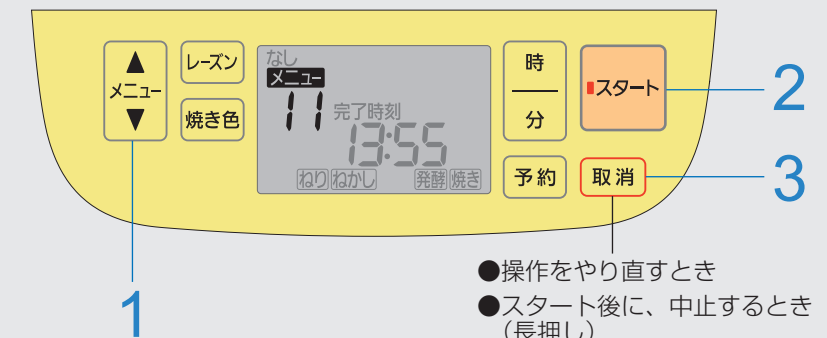 ▲
メニュー
▼
レーズン
焼き色
なし
メニュー
11
完了時刻
13:55
ねり ねかし 発酵 焼き
時
分
予約
スタート
取消
1
2
3
●操作をやり直すとき
●スタート後に、中止するとき
(長押し)